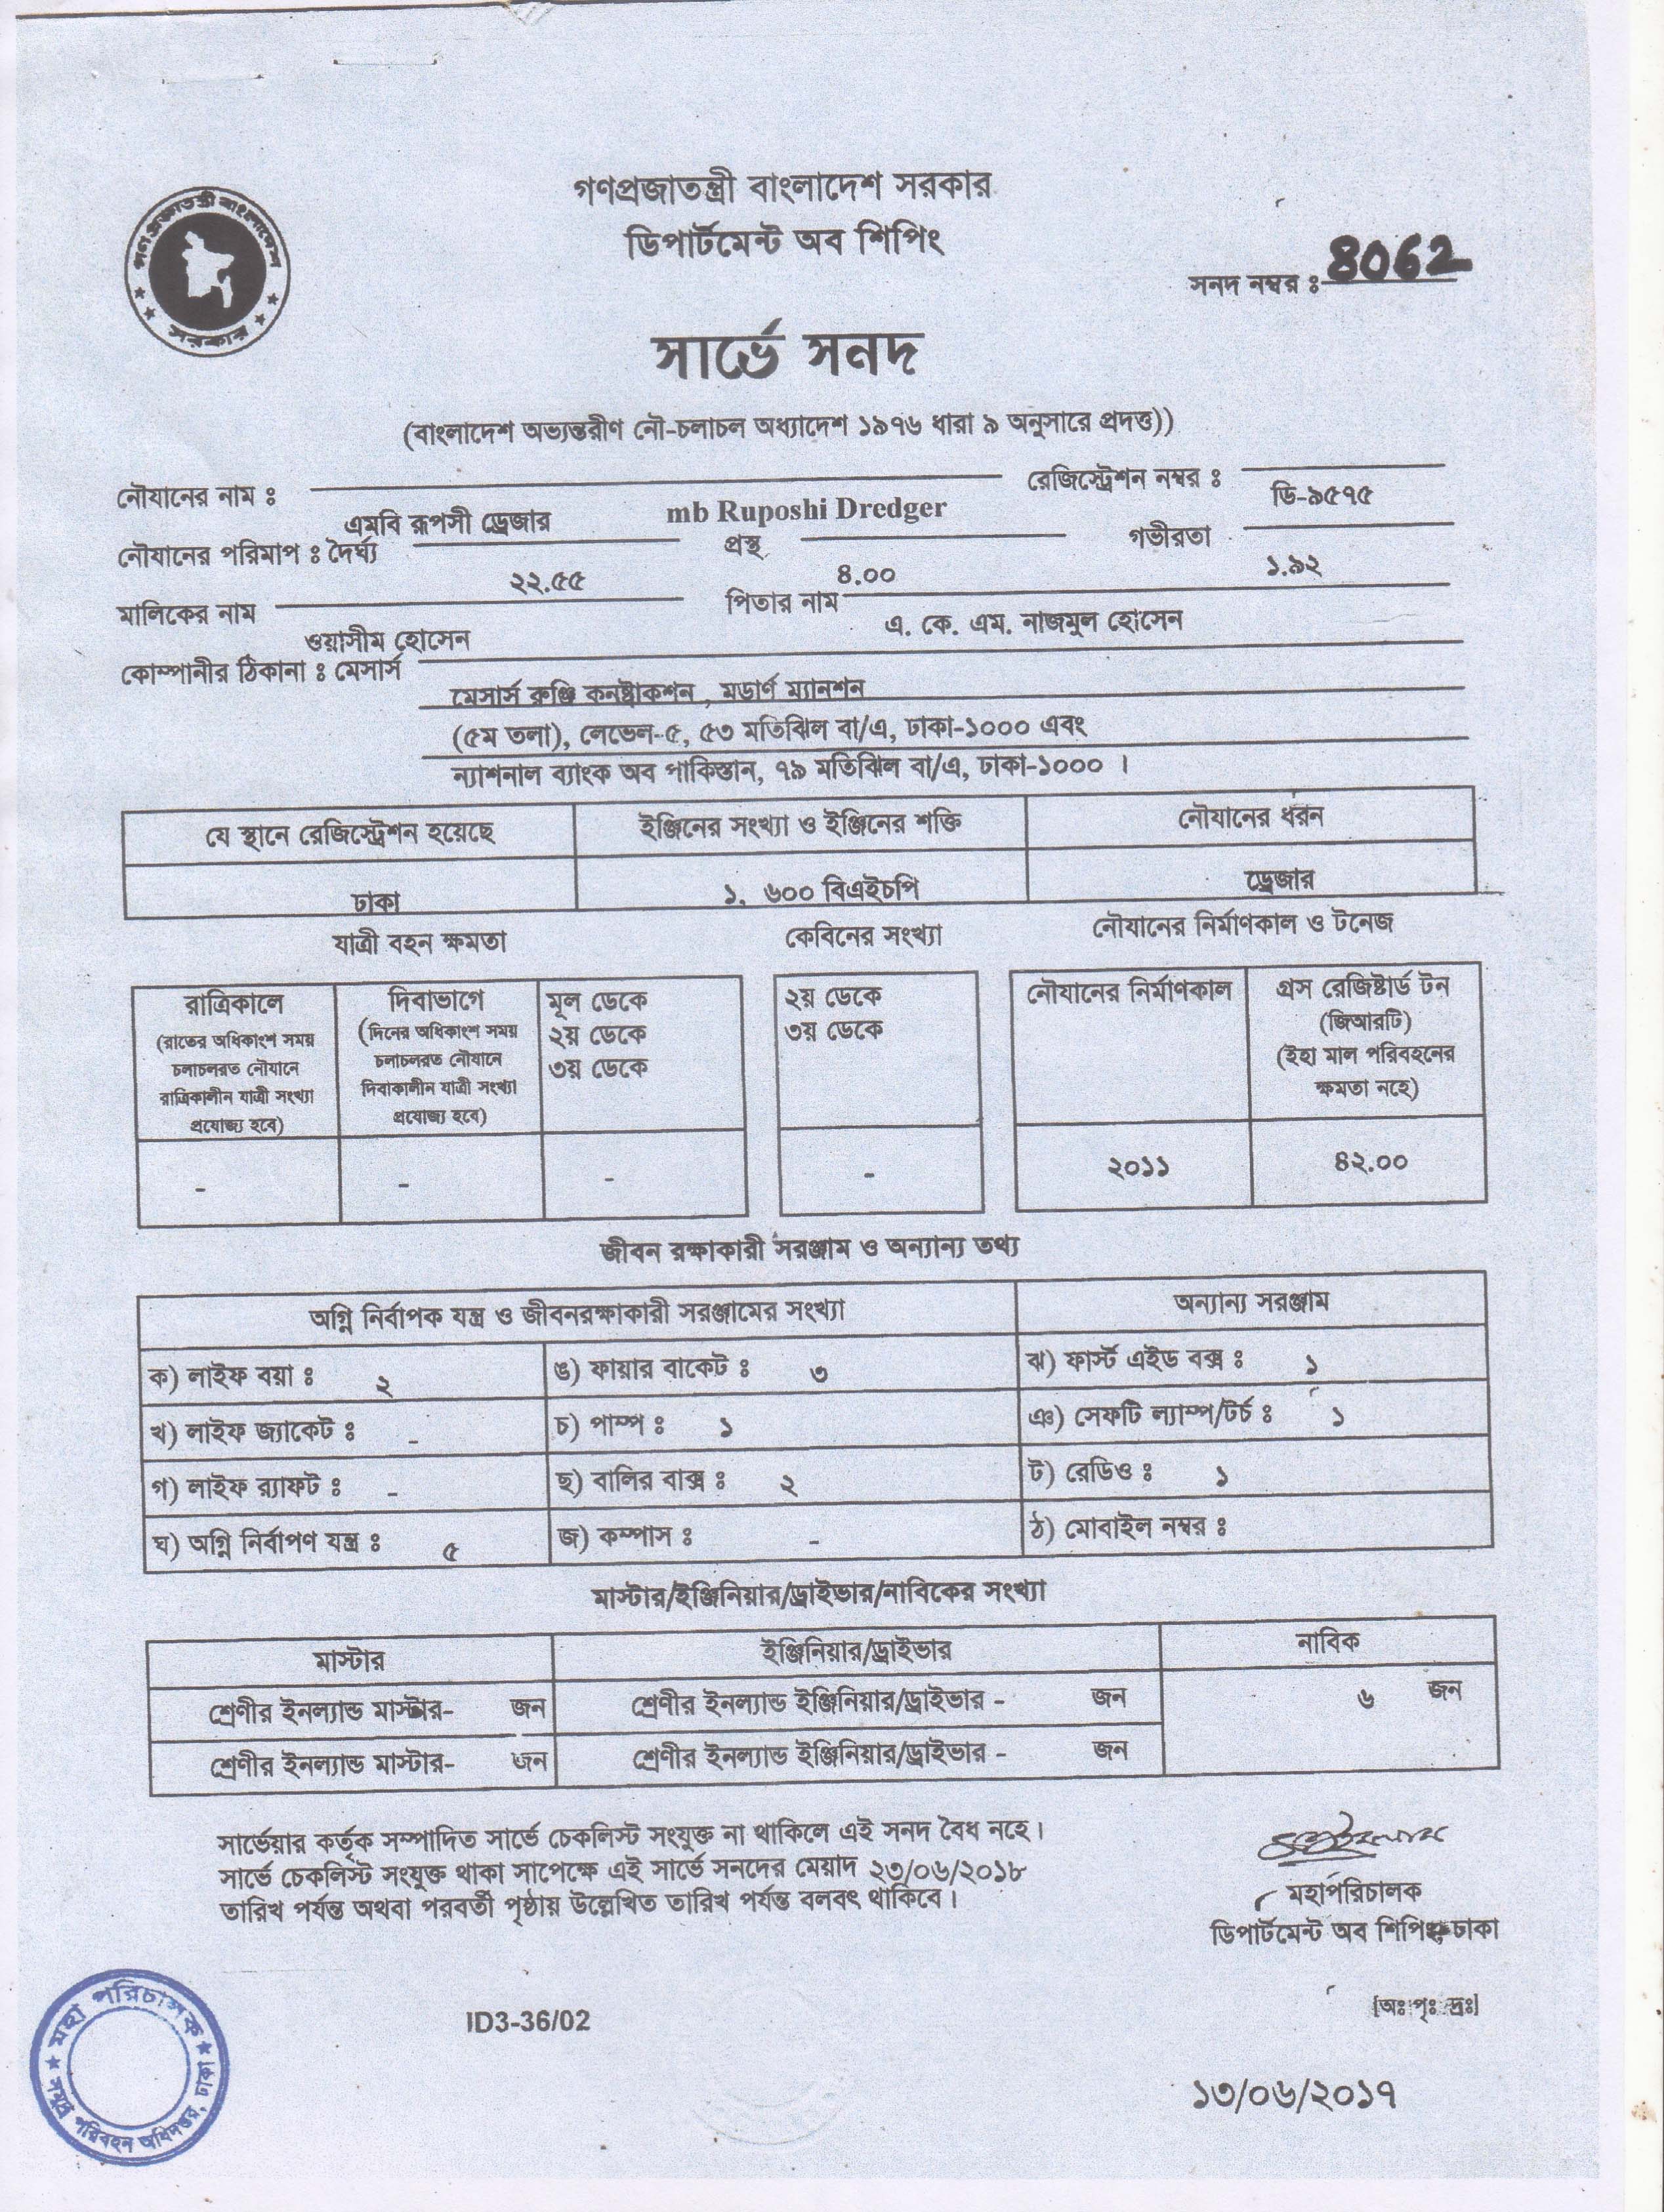 গণপ্রজাতন্ত্রী বাংলাদেশ সরকার
ডিপার্টমেন্ট অব শিপিং
গণপ্রজাতন্ত্রী বাংলাদেশ
সরকার
সনদ নম্বর ঃ 8062
সার্ভে সনদ
(বাংলাদেশ অভ্যন্তরীণ নৌ-চলাচল অধ্যাদেশ ১৯৭৬ ধারা ৯ অনুসারে প্রদত্ত))
নৌযানের নাম ঃ এমবি রূপসী ড্রেজার mb Ruposhi Dredger রেজিস্ট্রেশন নম্বর ঃ ডি-৯৫৭৫
নৌযানের পরিমাপ ঃ দৈর্ঘ্য ২২.৫৫ প্রস্থ ৪.০০ গভীরতা ১.৯২
মালিকের নাম ওয়াসীম হোসেন পিতার নাম এ. কে. এম. নাজমুল হোসেন
কোম্পানীর ঠিকানা ঃ মেসার্স
মেসার্স রুঞ্জি কনষ্ট্রাকশন , মডার্ণ ম্যানশন
(৫ম তলা), লেভেল-৫, ৫৩ মতিঝিল বা/এ, ঢাকা-১০০০ এবং
ন্যাশনাল ব্যাংক অব পাকিস্তান, ৭৯ মতিঝিল বা/এ, ঢাকা-১০০০ ।
যে স্থানে রেজিস্ট্রেশন হয়েছে ইঞ্জিনের সংখ্যা ও ইঞ্জিনের শক্তি নৌযানের ধরন
ঢাকা ১. ৬০০ বিএইচপি ড্রেজার
যাত্রী বহন ক্ষমতা কেবিনের সংখ্যা নৌযানের নির্মাণকাল ও টনেজ
রাত্রিকালে
(রাতের অধিকাংশ সময়
চলাচলরত নৌযানে
রাত্রিকালীন যাত্রী সংখ্যা
প্রযোজ্য হবে)
দিবাভাগে
(দিনের অধিকাংশ সময়
চলাচলরত নৌযানে
দিবাকালীন যাত্রী সংখ্যা
প্রযোজ্য হবে)
মূল ডেকে
২য় ডেকে
৩য় ডেকে
২য় ডেকে
৩য় ডেকে
নৌযানের নির্মাণকাল
গ্রস রেজিষ্টার্ড টন
(জিআরটি)
(ইহা মাল পরিবহনের
ক্ষমতা নহে)
- - - - ২০১১ ৪২.০০
জীবন রক্ষাকারী সরঞ্জাম ও অন্যান্য তথ্য
অগ্নি নির্বাপক যন্ত্র ও জীবনরক্ষাকারী সরঞ্জামের সংখ্যা অন্যান্য সরঞ্জাম
ক) লাইফ বয়া ঃ ২ ঙ) ফায়ার বাকেট ঃ ৩ ঝ) ফার্স্ট এইড বক্স ঃ ১
খ) লাইফ জ্যাকেট ঃ - চ) পাম্প ঃ ১ ঞ) সেফটি ল্যাম্প/টর্চ ঃ ১
গ) লাইফ র‍্যাফট ঃ - ছ) বালির বাক্স ঃ ২ ট) রেডিও ঃ ১
ঘ) অগ্নি নির্বাপণ যন্ত্র ঃ ৫ জ) কম্পাস ঃ - ঠ) মোবাইল নম্বর ঃ
মাস্টার/ইঞ্জিনিয়ার/ড্রাইভার/নাবিকের সংখ্যা
মাস্টার ইঞ্জিনিয়ার/ড্রাইভার নাবিক
শ্রেণীর ইনল্যান্ড মাস্টার- জন শ্রেণীর ইনল্যান্ড ইঞ্জিনিয়ার/ড্রাইভার - জন ৬ জন
শ্রেণীর ইনল্যান্ড মাস্টার- জন শ্রেণীর ইনল্যান্ড ইঞ্জিনিয়ার/ড্রাইভার - জন
সার্ভেয়ার কর্তৃক সম্পাদিত সার্ভে চেকলিস্ট সংযুক্ত না থাকিলে এই সনদ বৈধ নহে।
সার্ভে চেকলিস্ট সংযুক্ত থাকা সাপেক্ষে এই সার্ভে সনদের মেয়াদ ২৩/০৬/২০১৮
তারিখ পর্যন্ত অথবা পরবর্তী পৃষ্ঠায় উল্লেখিত তারিখ পর্যন্ত বলবৎ থাকিবে।
মহাপরিচালক
ডিপার্টমেন্ট অব শিপিং ঢাকা
[অঃ পৃঃ দ্রঃ]
ID3-36/02
১৩/০৬/২০১৭
মহা পরিচালক
সমুদ্র পরিবহন অধিদপ্তর, ঢাকা